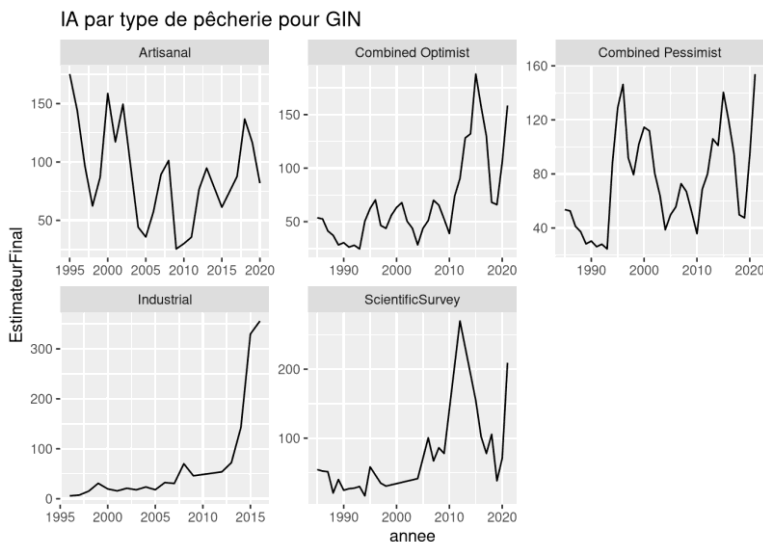 IA par type de pêcherie pour GIN
Artisanal
Combined Optimist
Combined Pessimist
150
100
50
1995 2000 2005 2010 2015 2020
150
100
50
1990 2000 2010 2020
160
120
80
40
1990 2000 2010 2020
EstimateurFinal
Industrial
ScientificSurvey
300
200
100
0
1995 2000 2005 2010 2015
200
100
1990 2000 2010 2020
annee